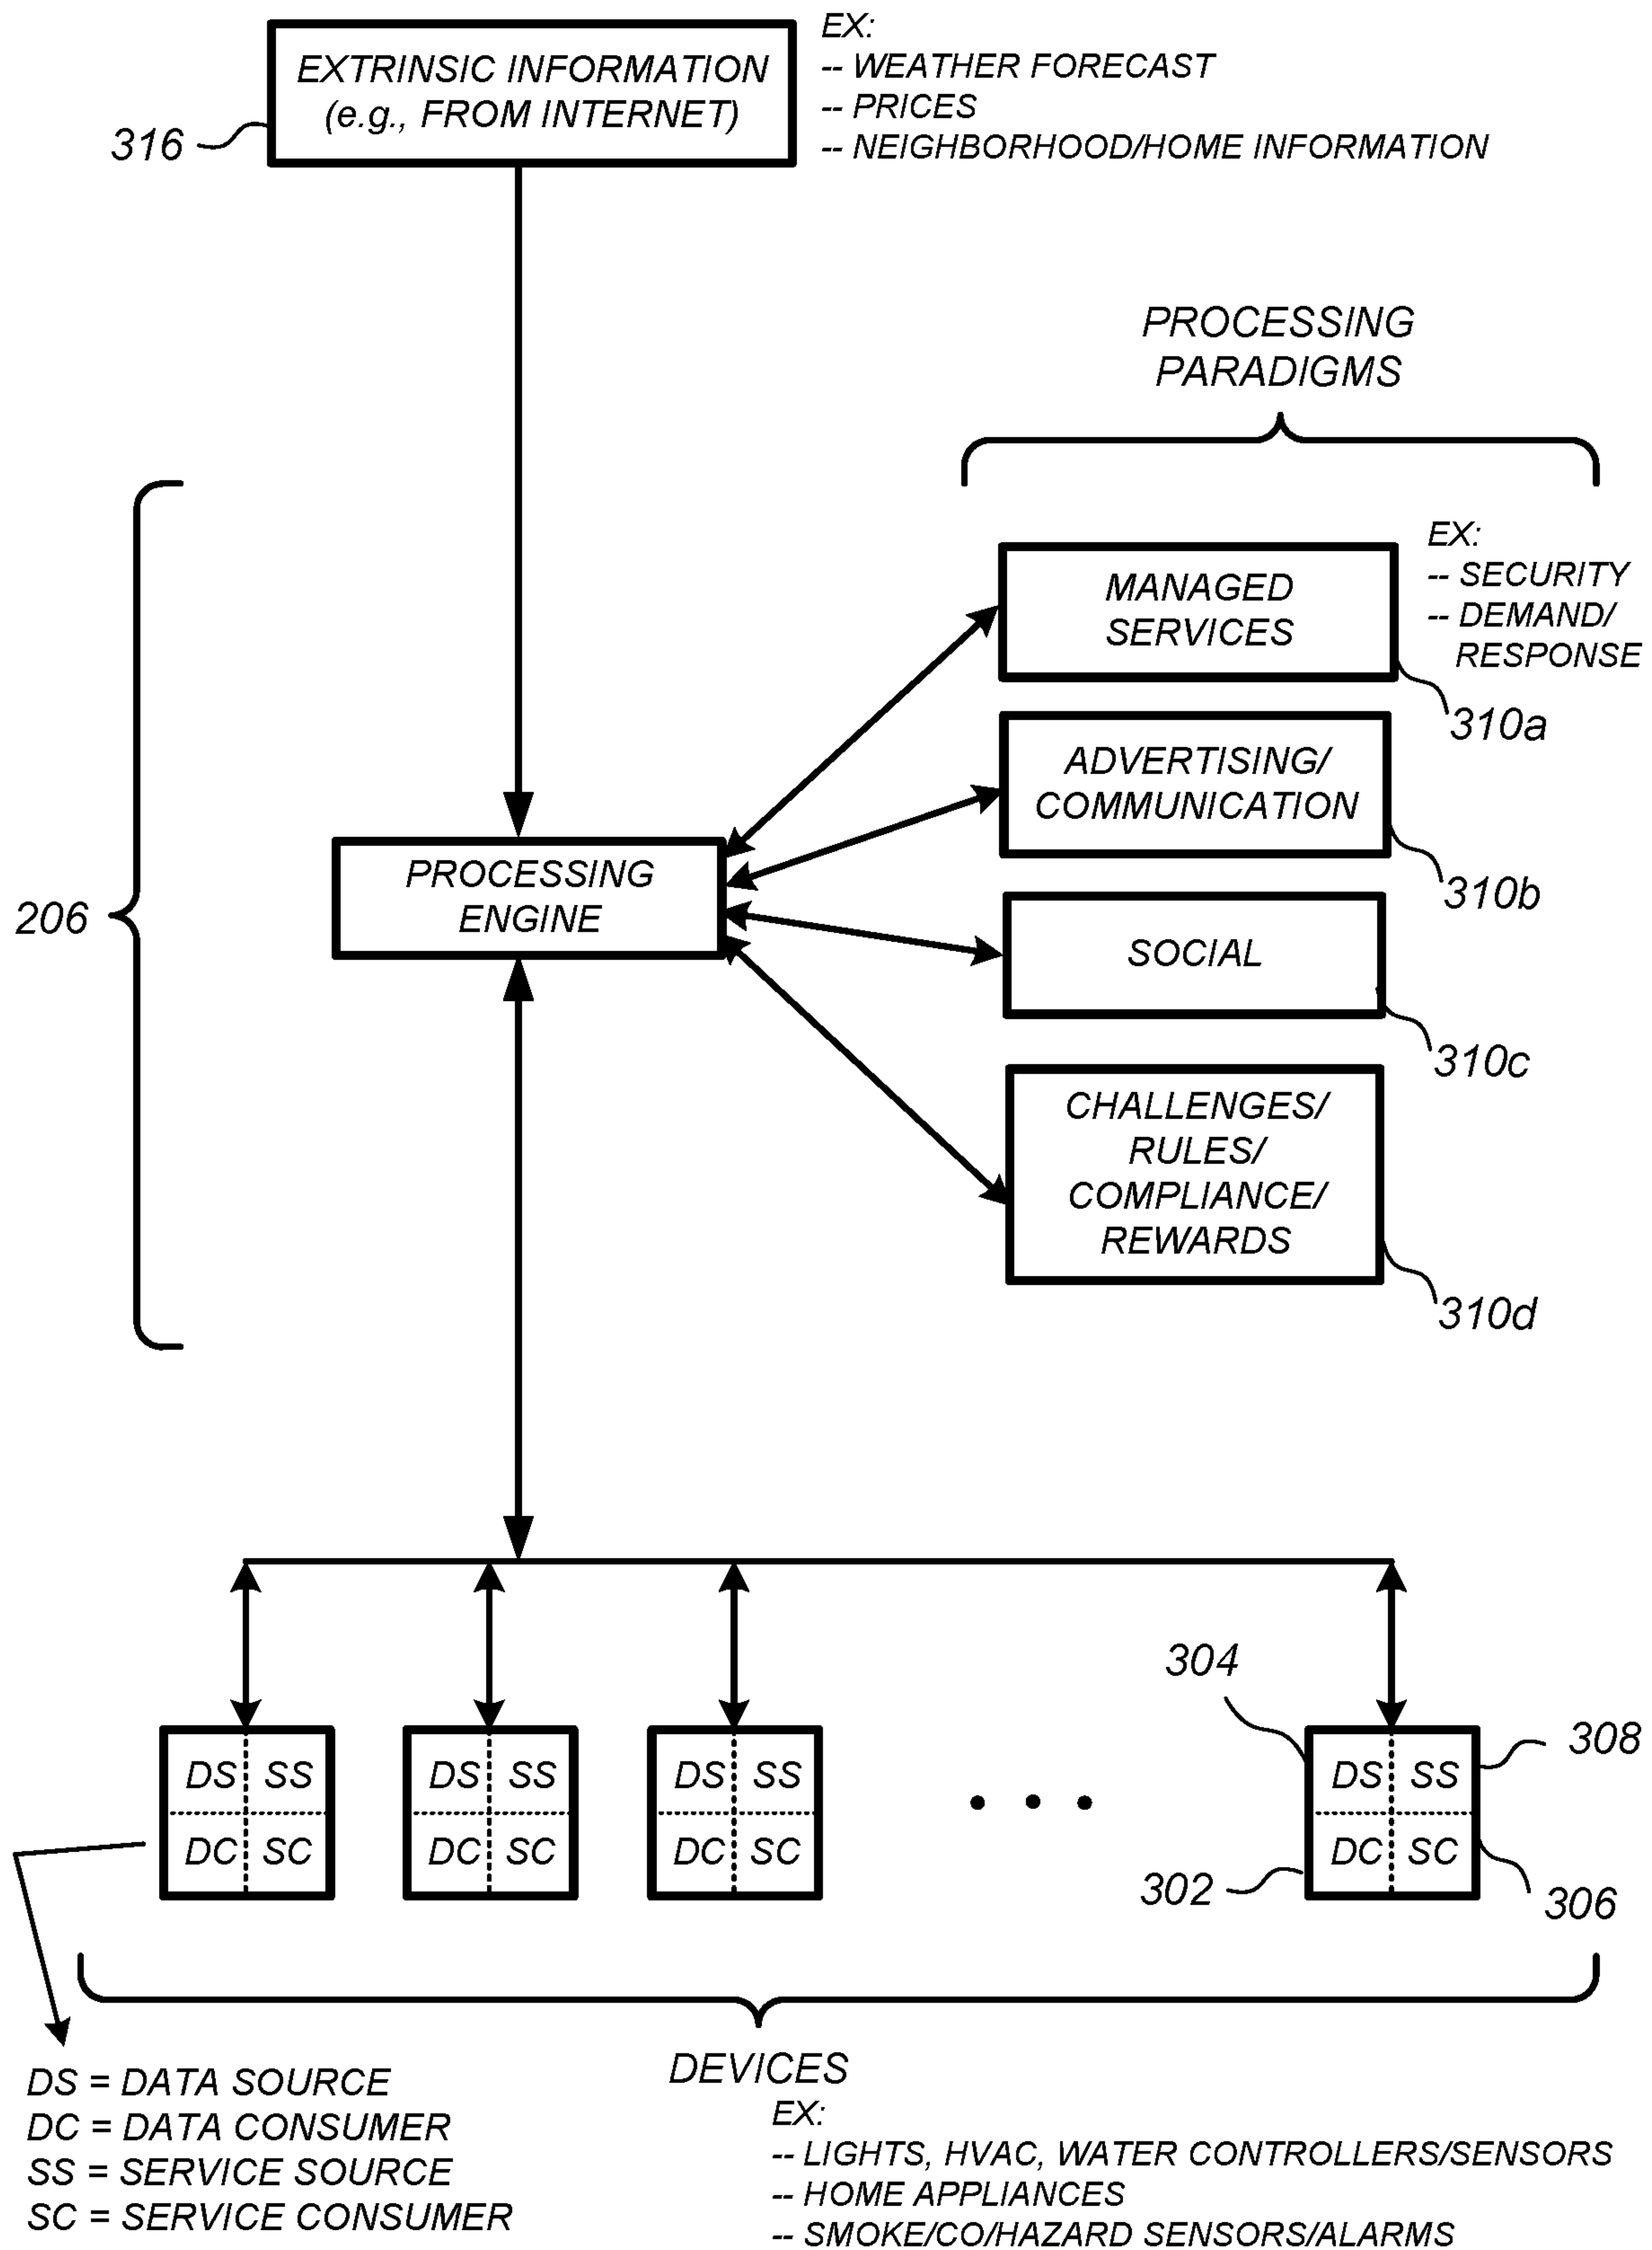 EXTRINSIC INFORMATION
(e.g., FROM INTERNET)
316
EX:
-- WEATHER FORECAST
-- PRICES
-- NEIGHBORHOOD/HOME INFORMATION
PROCESSING
PARADIGMS
206
PROCESSING
ENGINE
MANAGED
SERVICES
EX:
-- SECURITY
-- DEMAND/
RESPONSE
310a
ADVERTISING/
COMMUNICATION
310b
SOCIAL
310c
CHALLENGES/
RULES/
COMPLIANCE/
REWARDS
310d
DS SS
DC SC
DS SS
DC SC
DS SS
DC SC
304
308
DS SS
DC SC
302
306
DS = DATA SOURCE
DC = DATA CONSUMER
SS = SERVICE SOURCE
SC = SERVICE CONSUMER
DEVICES
EX:
-- LIGHTS, HVAC, WATER CONTROLLERS/SENSORS
-- HOME APPLIANCES
-- SMOKE/CO/HAZARD SENSORS/ALARMS